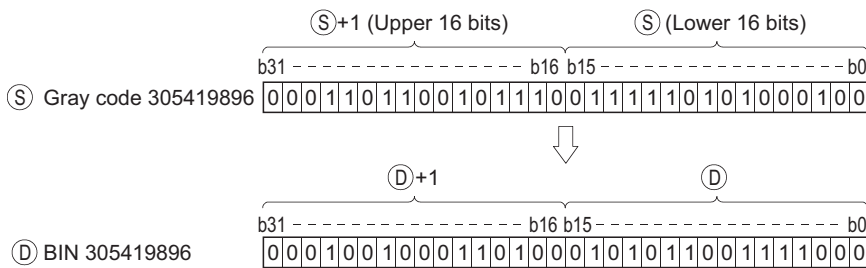 Ⓢ+1 (Upper 16 bits) Ⓢ (Lower 16 bits)
b31 - - - - - - - - - - - - - - - b16 b15 - - - - - - - - - - - - - - - b0
Ⓢ Gray code 305419896 0 0 0 1 1 0 1 1 0 0 1 0 1 1 1 0 0 1 1 1 1 1 0 1 0 1 0 0 0 1 0 0
Ⓓ+1 Ⓓ
b31 - - - - - - - - - - - - - - - b16 b15 - - - - - - - - - - - - - - - b0
Ⓓ BIN 305419896 0 0 0 1 0 0 1 0 0 0 1 1 0 1 0 0 0 1 0 1 0 1 1 0 0 1 1 1 1 0 0 0